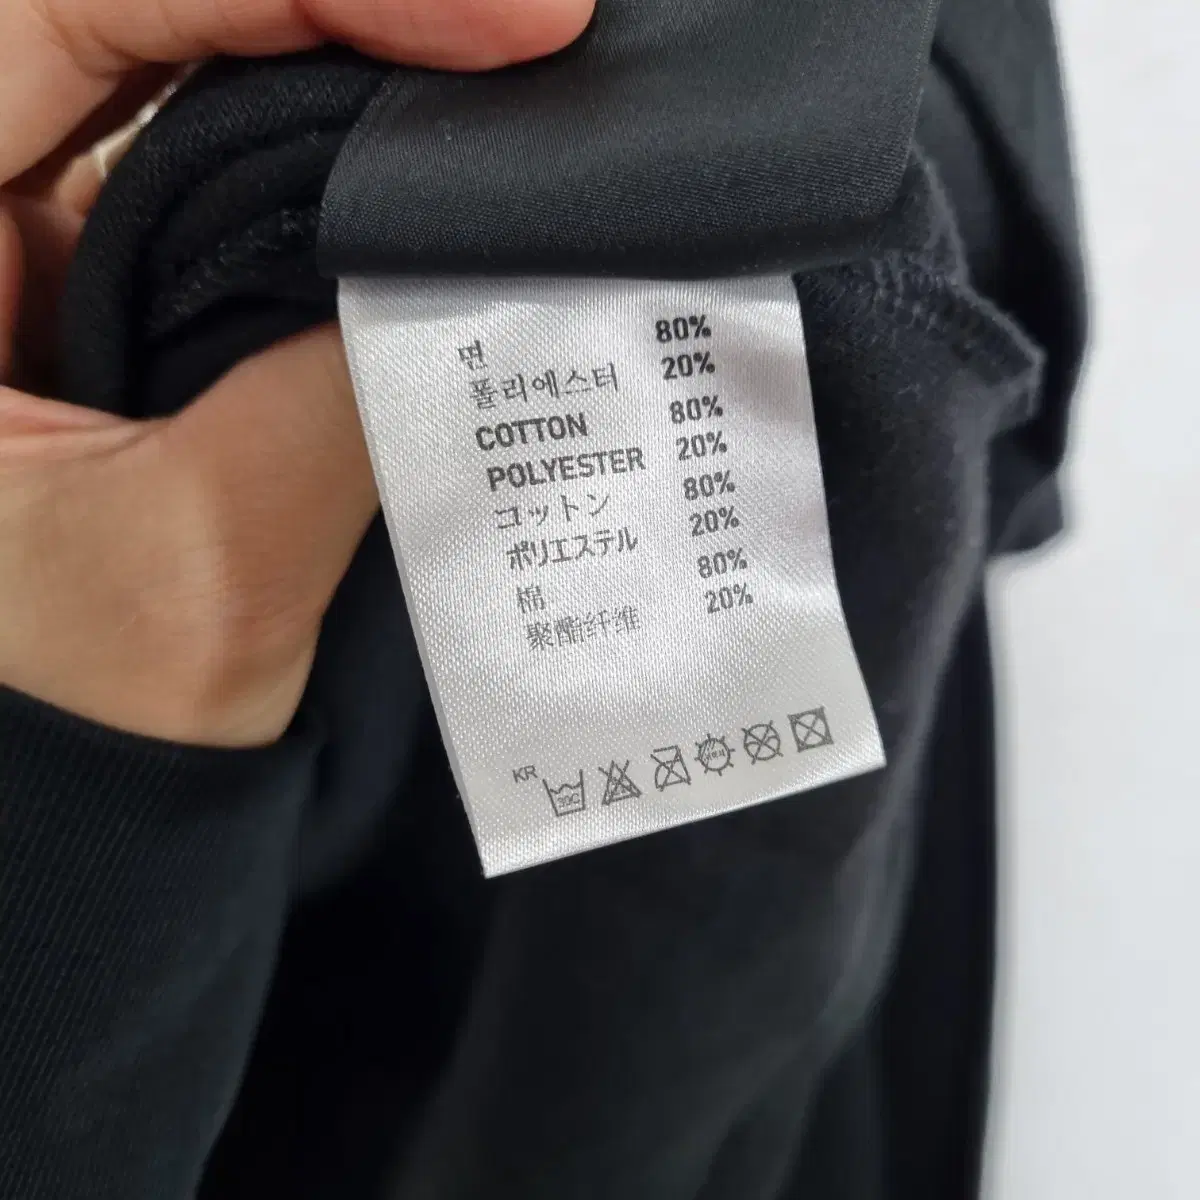 면 80%
폴리에스터 20%
COTTON 80%
POLYESTER 20%
コットン 80%
ポリエステル 20%
棉 80%
聚酯纤维 20%
KR
30C